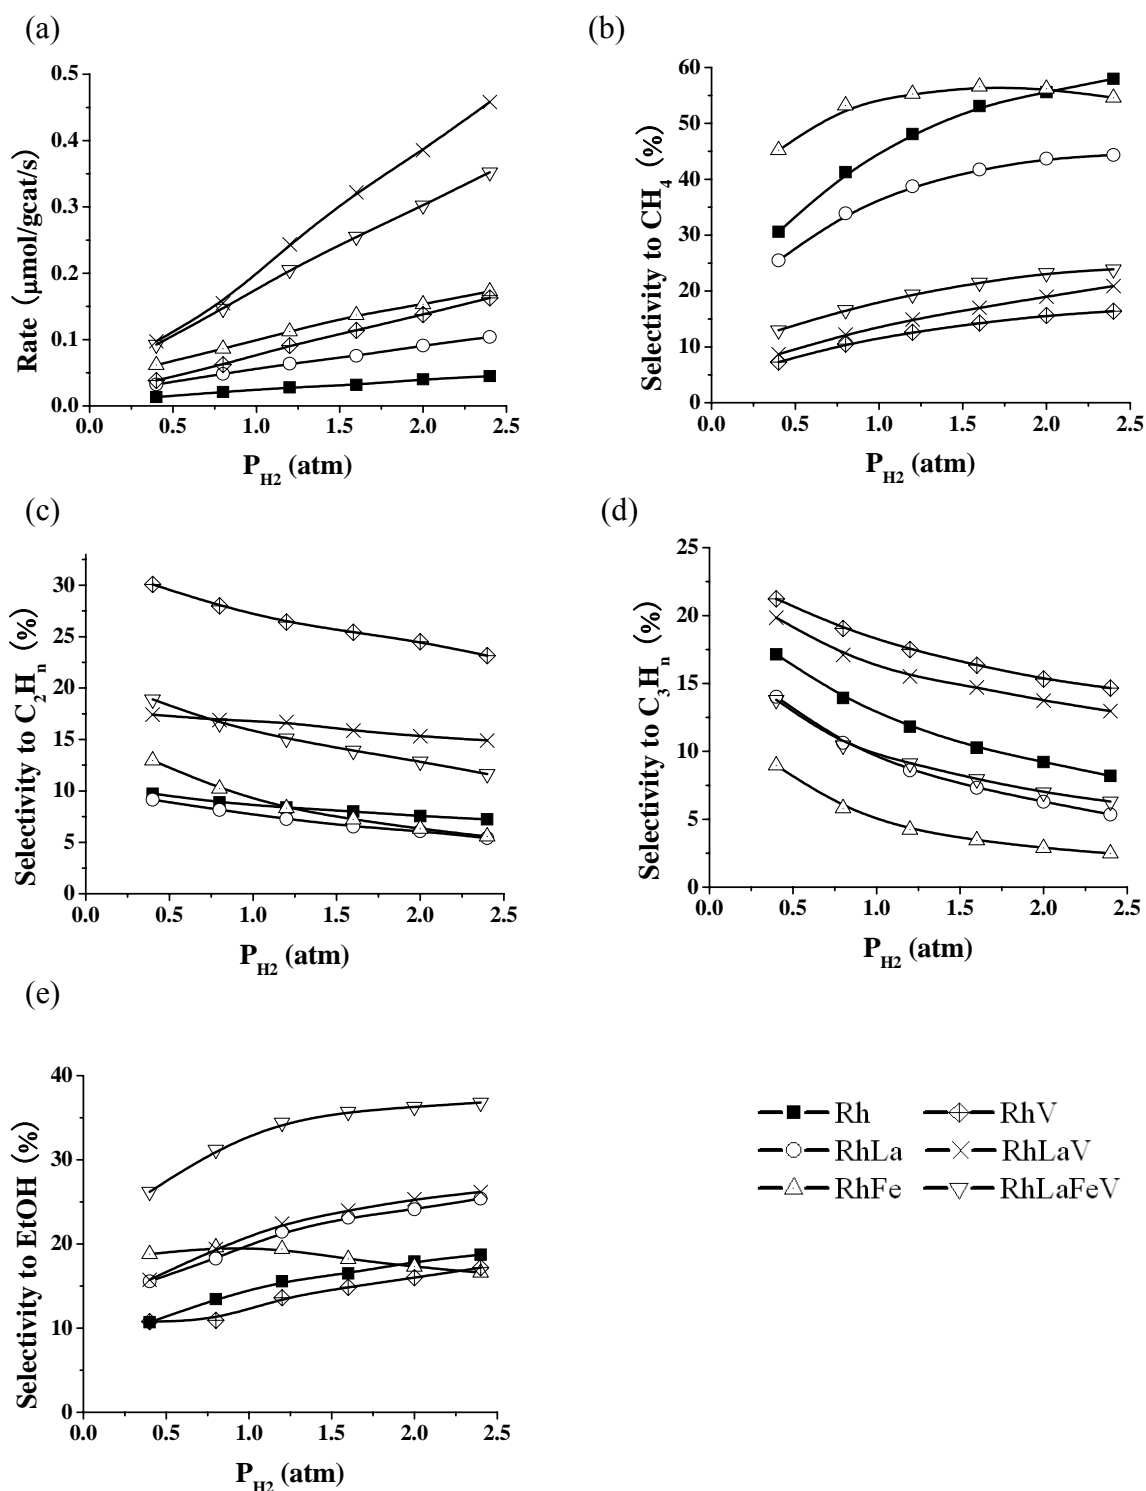 (a)
(b)
0.5
0.4
0.3
0.2
0.1
0.0
Rate (μmol/gcat/s)
0.0 0.5 1.0 1.5 2.0 2.5
P_H2 (atm)
60
50
40
30
20
10
0
Selectivity to CH4 (%)
0.0 0.5 1.0 1.5 2.0 2.5
P_H2 (atm)
(c)
(d)
30
25
20
15
10
5
0
Selectivity to C2Hn (%)
0.0 0.5 1.0 1.5 2.0 2.5
P_H2 (atm)
25
20
15
10
5
0
Selectivity to C3Hn (%)
0.0 0.5 1.0 1.5 2.0 2.5
P_H2 (atm)
(e)
40
30
20
10
0
Selectivity to EtOH (%)
0.0 0.5 1.0 1.5 2.0 2.5
P_H2 (atm)
Rh RhV
RhLa RhLaV
RhFe RhLaFeV